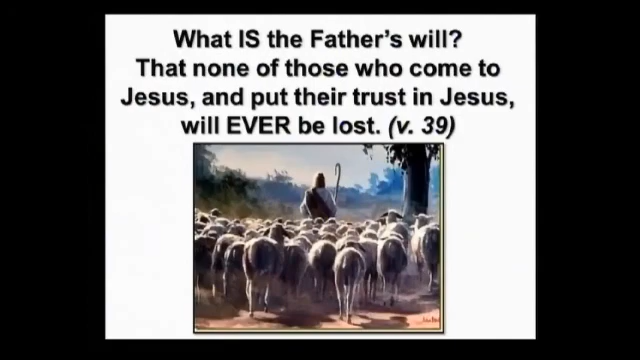 What IS the Father's will?
That none of those who come to
Jesus, and put their trust in Jesus,
will EVER be lost. (v. 39)